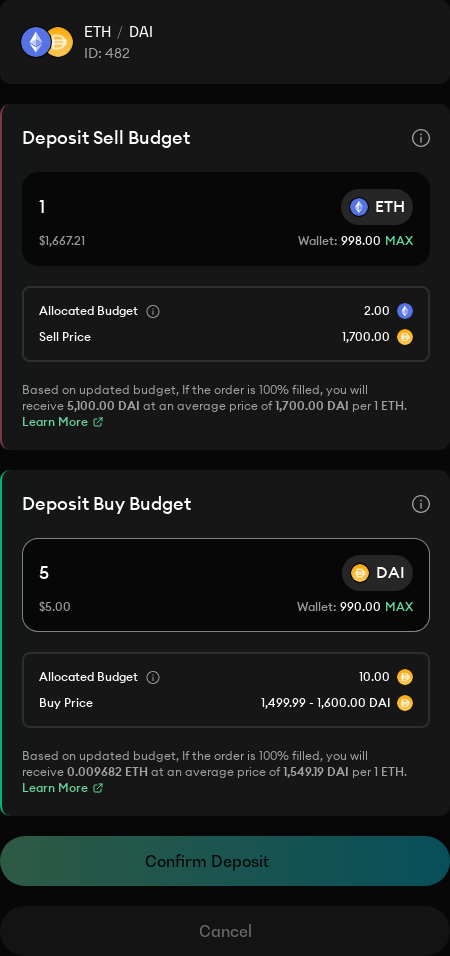 ETH / DAI
ID: 482
Deposit Sell Budget
1
ETH
$1,667.21
Wallet: 998.00 MAX
Allocated Budget
2.00
Sell Price
1,700.00
Based on updated budget, If the order is 100% filled, you will
receive 5,100.00 DAI at an average price of 1,700.00 DAI per 1 ETH.
Learn More
Deposit Buy Budget
5
DAI
$5.00
Wallet: 990.00 MAX
Allocated Budget
10.00
Buy Price
1,499.99 - 1,600.00 DAI
Based on updated budget, If the order is 100% filled, you will
receive 0.009682 ETH at an average price of 1,549.19 DAI per 1 ETH.
Learn More
Confirm Deposit
Cancel